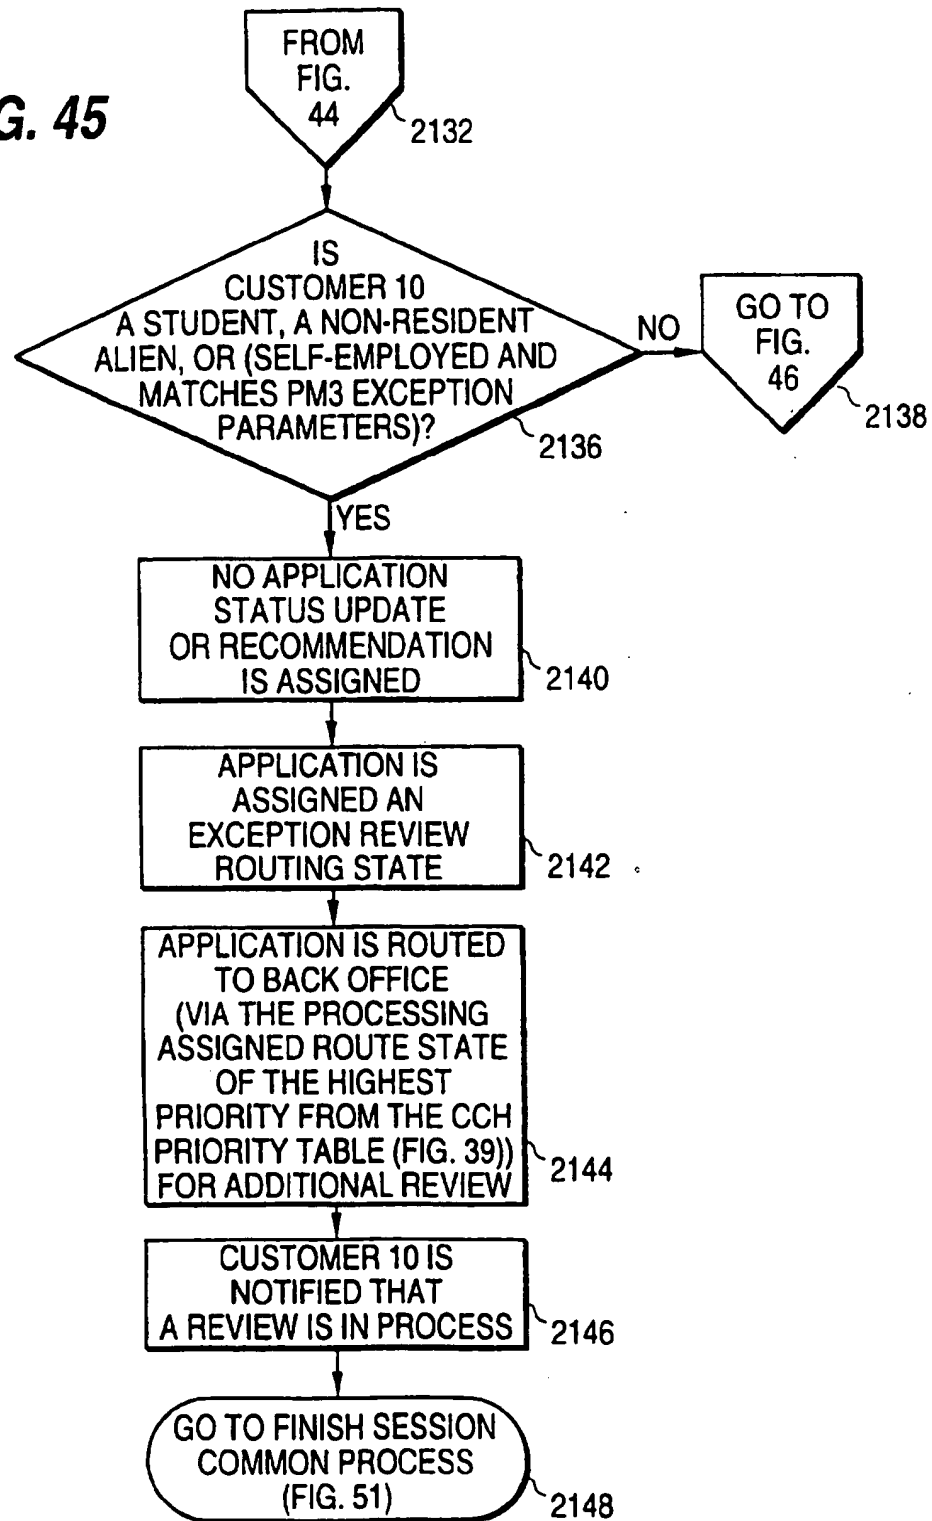 G. 45
FROM
FIG.
44
2132
IS
CUSTOMER 10
A STUDENT, A NON-RESIDENT
ALIEN, OR (SELF-EMPLOYED AND
MATCHES PM3 EXCEPTION
PARAMETERS)?
2136
NO
GO TO
FIG.
46
2138
YES
NO APPLICATION
STATUS UPDATE
OR RECOMMENDATION
IS ASSIGNED
2140
APPLICATION IS
ASSIGNED AN
EXCEPTION REVIEW
ROUTING STATE
2142
APPLICATION IS ROUTED
TO BACK OFFICE
(VIA THE PROCESSING
ASSIGNED ROUTE STATE
OF THE HIGHEST
PRIORITY FROM THE CCH
PRIORITY TABLE (FIG. 39))
FOR ADDITIONAL REVIEW
2144
CUSTOMER 10 IS
NOTIFIED THAT
A REVIEW IS IN PROCESS
2146
GO TO FINISH SESSION
COMMON PROCESS
(FIG. 51)
2148